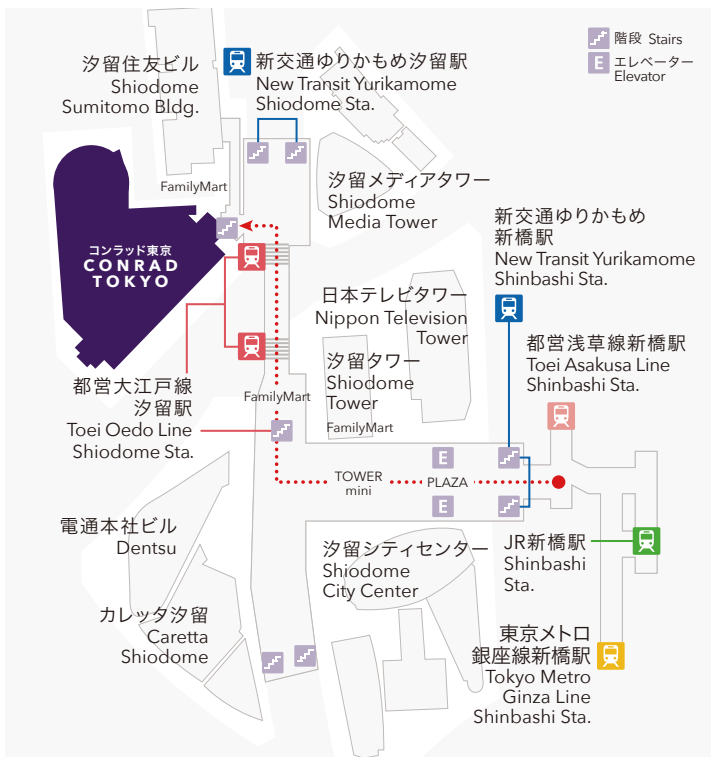 階段 Stairs
E
エレベーター
Elevator
汐留住友ビル
Shiodome
Sumitomo Bldg.
新交通ゆりかもめ汐留駅
New Transit Yurikamome
Shiodome Sta.
FamilyMart
汐留メディアタワー
Shiodome
Media Tower
コンラッド東京
CONRAD
TOKYO
新交通ゆりかもめ
新橋駅
New Transit Yurikamome
Shinbashi Sta.
日本テレビタワー
Nippon Television
Tower
都営浅草線新橋駅
Toei Asakusa Line
Shinbashi Sta.
汐留タワー
Shiodome
Tower
FamilyMart
都営大江戸線
汐留駅
Toei Oedo Line
Shiodome Sta.
FamilyMart
E
TOWER
mini
PLAZA
E
電通本社ビル
Dentsu
汐留シティセンター
Shiodome
City Center
JR新橋駅
Shinbashi
Sta.
カレッタ汐留
Caretta
Shiodome
東京メトロ
銀座線新橋駅
Tokyo Metro
Ginza Line
Shinbashi Sta.